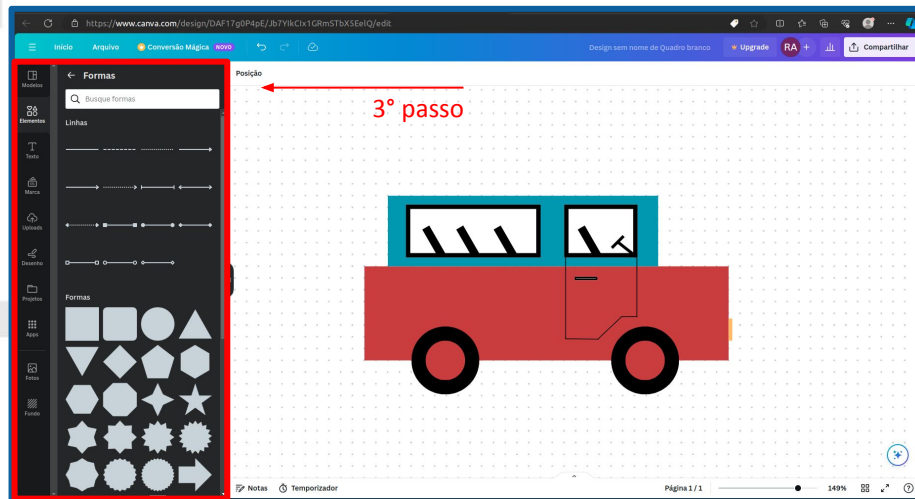 https://www.canva.com/design/DAF17g0P4pE/Jb7YIkCIx1GRmSTbXSEelQ/edit
Início Arquivo Conversão Mágica NOVO Design sem nome de Quadro branco Upgrade RA + Compartilhar
Modelos
Elementos
Texto
Marca
Uploads
Desenho
Projetos
Apps
Fotos
Fundo
Formas
Busque formas
Linhas
Formas
Posição
3° passo
Notas Temporizador Página 1 / 1 149%